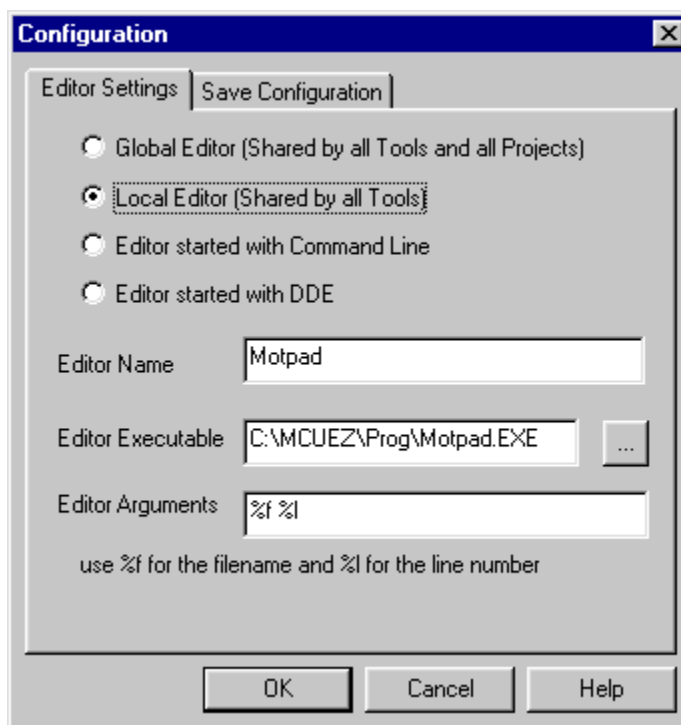 Configuration
Editor Settings
Save Configuration
Global Editor (Shared by all Tools and all Projects)
Local Editor (Shared by all Tools)
Editor started with Command Line
Editor started with DDE
Editor Name
Motpad
Editor Executable
C:\MCUEZ\Prog\Motpad.EXE
...
Editor Arguments
%f %l
use %f for the filename and %l for the line number
OK
Cancel
Help